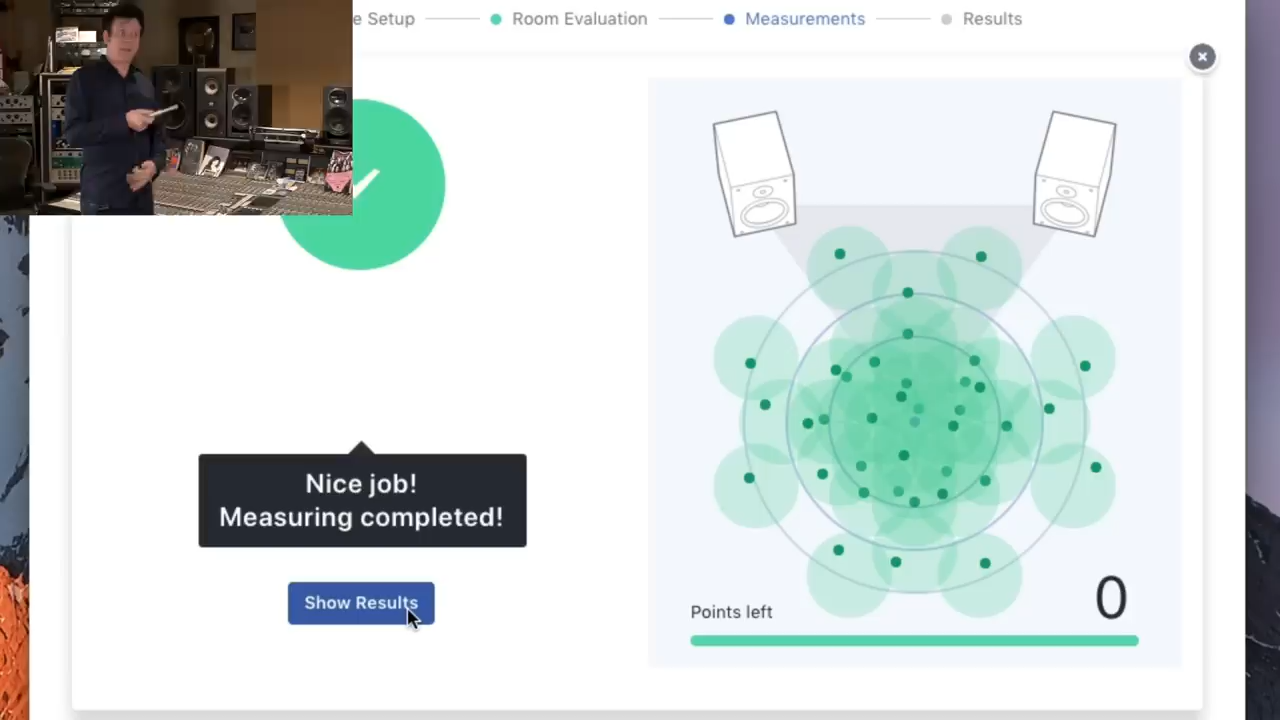 e Setup
Room Evaluation
Measurements
Results
Nice job!
Measuring completed!
Show Results
Points left
0